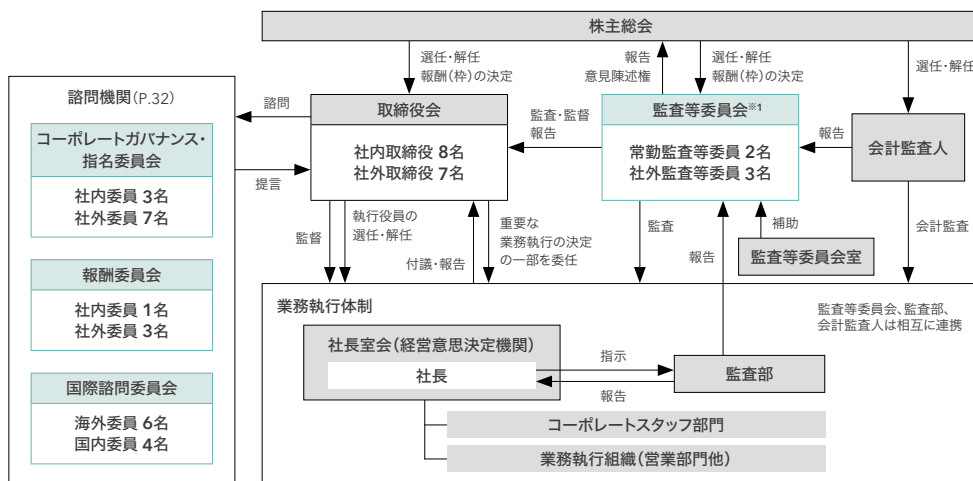 株主総会
選任・解任
報酬(枠)の決定
報告
意見陳述権
選任・解任
報酬(枠)の決定
選任・解任
諮問機関(P.32)
コーポレートガバナンス・
指名委員会
社内委員 3名
社外委員 7名
報酬委員会
社内委員 1名
社外委員 3名
国際諮問委員会
海外委員 6名
国内委員 4名
諮問
提言
取締役会
社内取締役 8名
社外取締役 7名
監査・監督
報告
監査等委員会※1
常勤監査等委員 2名
社外監査等委員 3名
報告
会計監査人
監督
執行役員の
選任・解任
付議・報告
重要な
業務執行の決定
の一部を委任
監査
報告
補助
監査等委員会室
会計監査
業務執行体制
監査等委員会、監査部、
会計監査人は相互に連携
社長室会(経営意思決定機関)
社長
指示
報告
監査部
コーポレートスタッフ部門
業務執行組織(営業部門他)